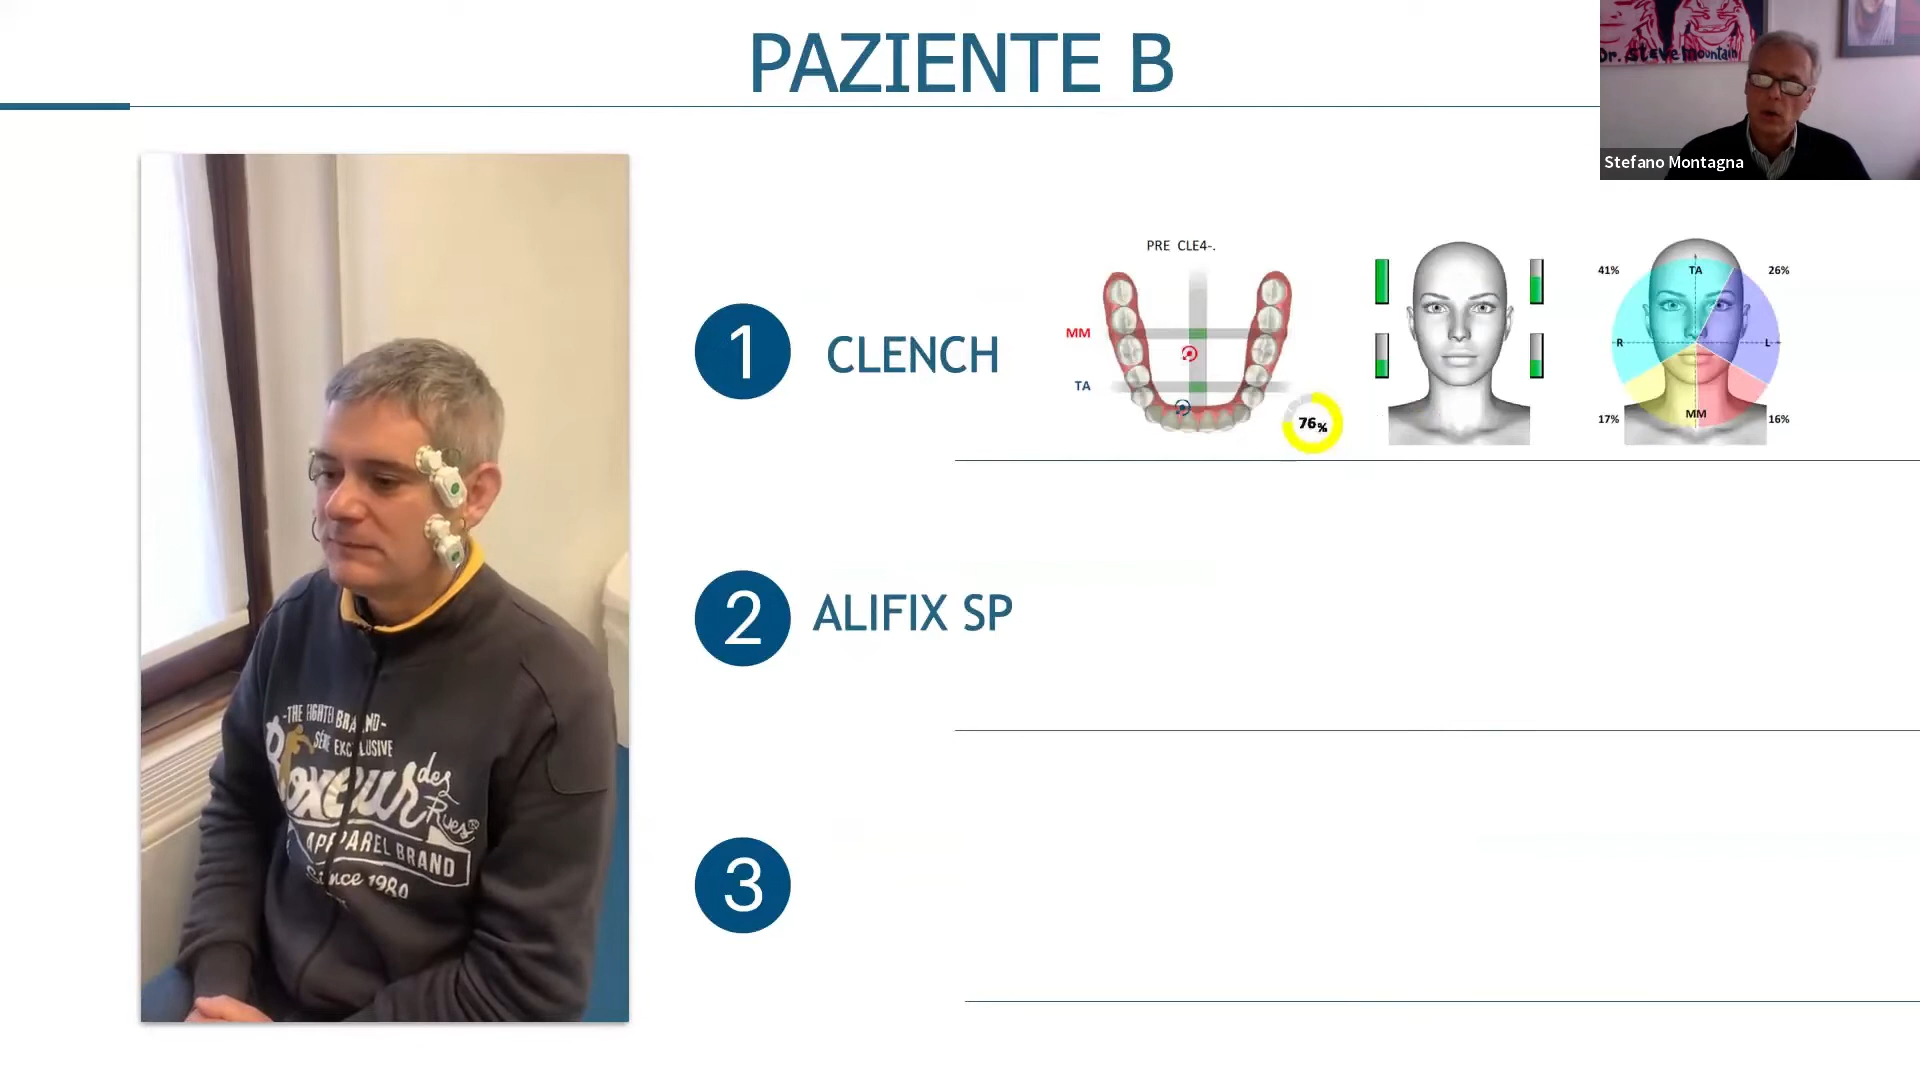 PAZIENTE B
Dr. Steve mountain
Stefano Montagna
1 CLENCH
PRE CLE4-.
MM
TA
76%
41%
TA
26%
R
L
17%
MM
16%
2 ALIFIX SP
3
-THE FIGHTER BRAND-
SÉRIE EXCLUSIVE
Boxeur des
Rues
APPAREL BRAND
Since 1980